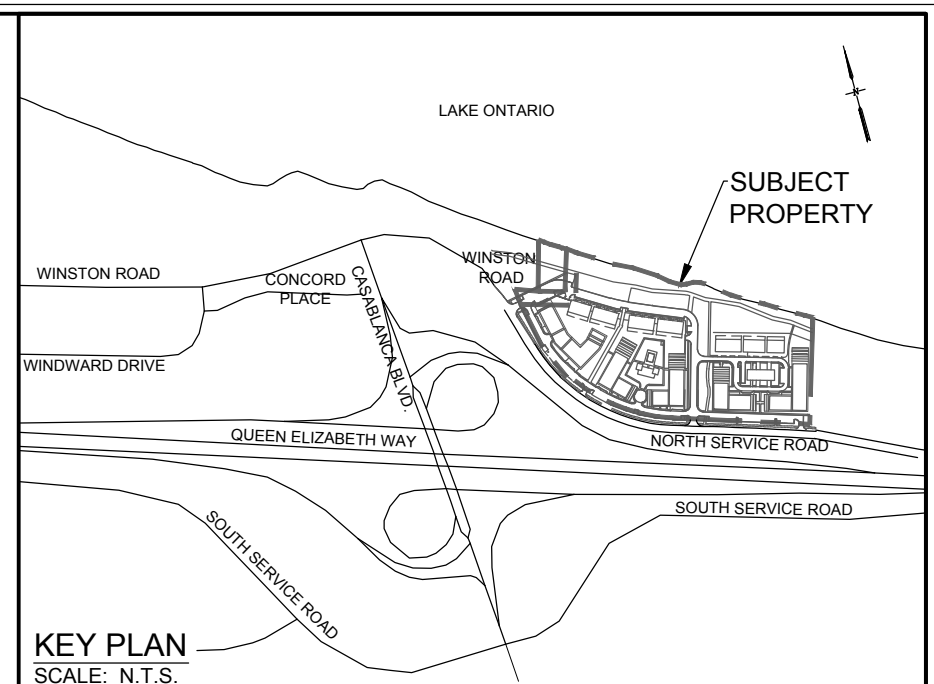 LAKE ONTARIO
N
SUBJECT
PROPERTY
WINSTON ROAD
CONCORD
PLACE
CASABLANCA BLVD.
WINSTON
ROAD
WINDWARD DRIVE
QUEEN ELIZABETH WAY
NORTH SERVICE ROAD
SOUTH SERVICE ROAD
SOUTH SERVICE ROAD
KEY PLAN
SCALE: N.T.S.